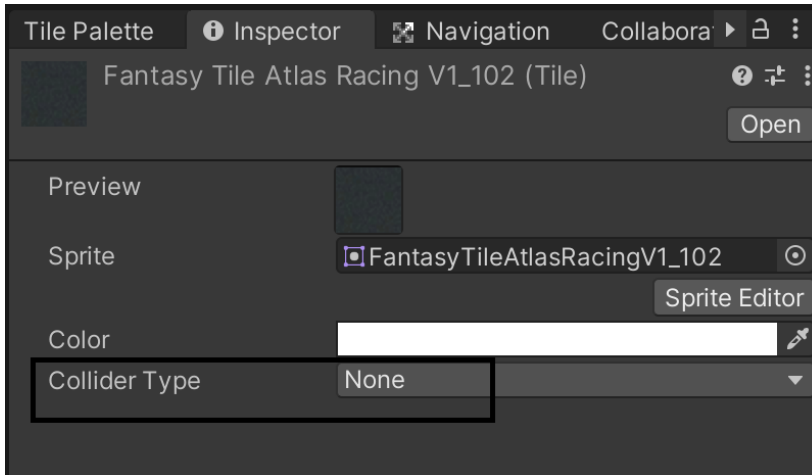 Tile Palette Inspector Navigation Collabora
Fantasy Tile Atlas Racing V1_102 (Tile)
Open
Preview
Sprite FantasyTileAtlasRacingV1_102
Sprite Editor
Color
Collider Type None